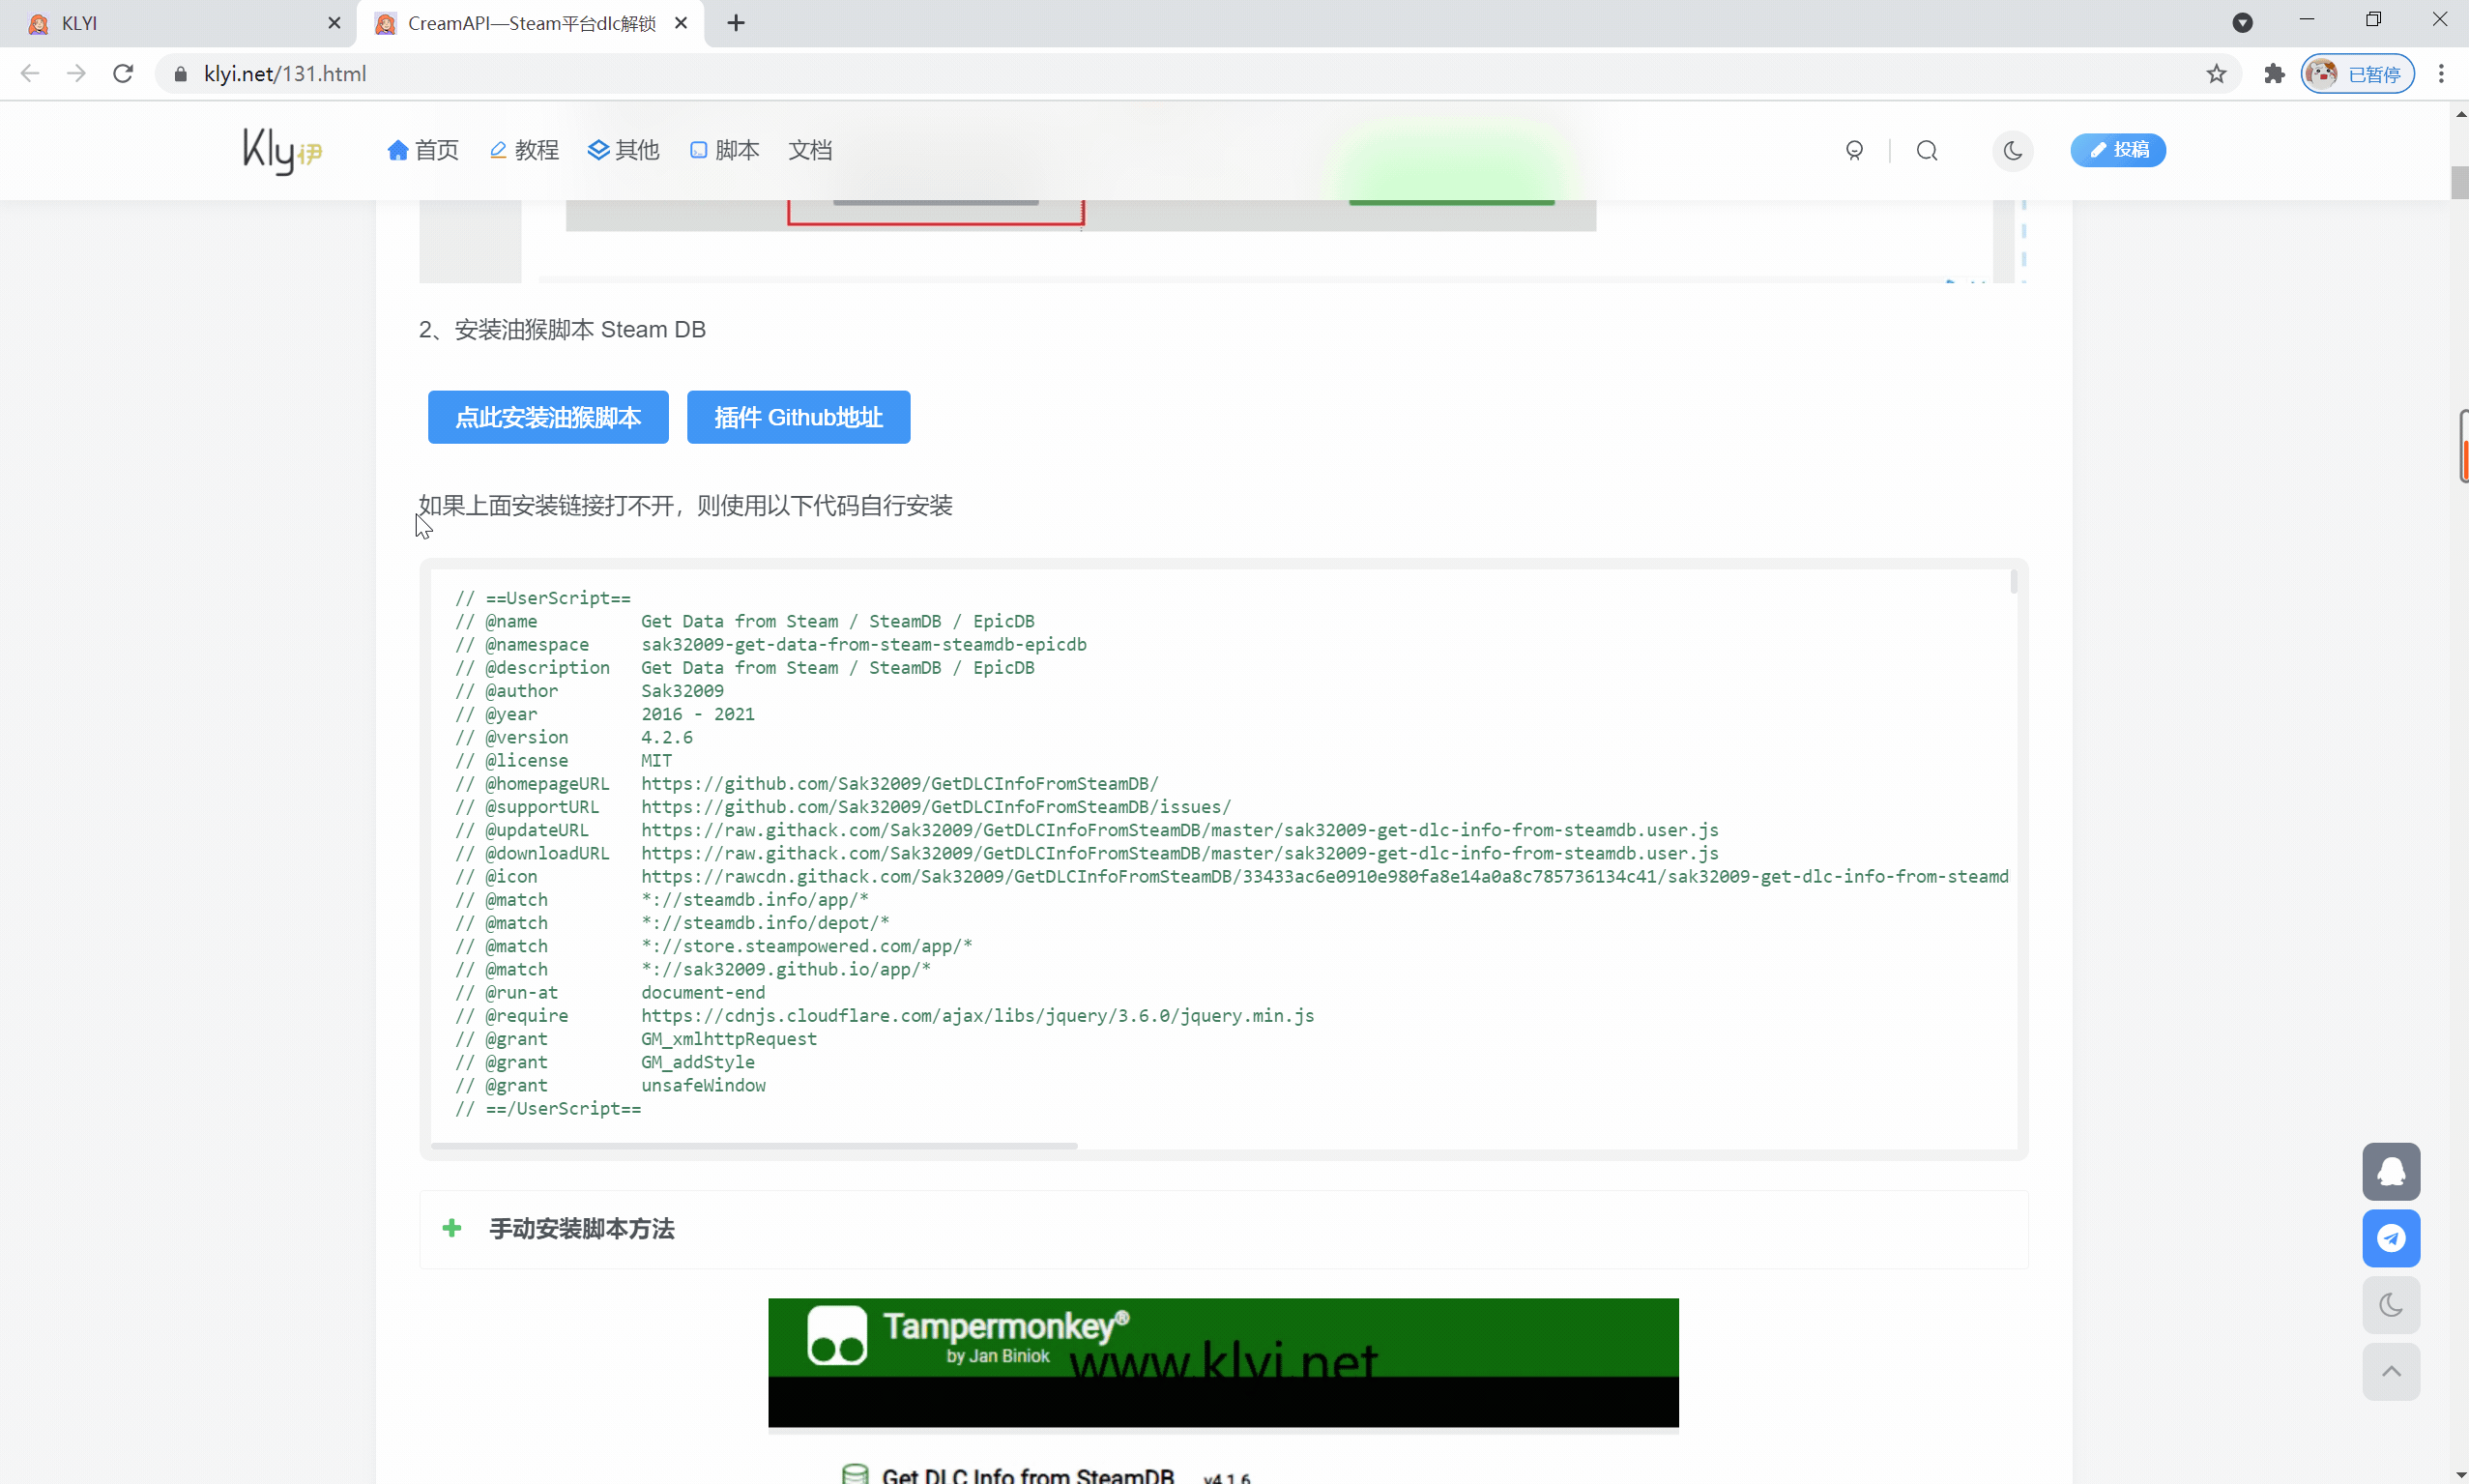 KLYI
CreamAPI—Steam平台dlc解锁
klyi.net/131.html
已暂停
Kly伊
首页
教程
其他
脚本
文档
投稿
2、安装油猴脚本 Steam DB
点此安装油猴脚本
插件 Github地址
如果上面安装链接打不开，则使用以下代码自行安装
// ==UserScript==
// @name          Get Data from Steam / SteamDB / EpicDB
// @namespace     sak32009-get-data-from-steam-steamdb-epicdb
// @description   Get Data from Steam / SteamDB / EpicDB
// @author        Sak32009
// @year          2016 - 2021
// @version       4.2.6
// @license       MIT
// @homepageURL   https://github.com/Sak32009/GetDLCInfoFromSteamDB/
// @supportURL    https://github.com/Sak32009/GetDLCInfoFromSteamDB/issues/
// @updateURL     https://raw.githack.com/Sak32009/GetDLCInfoFromSteamDB/master/sak32009-get-dlc-info-from-steamdb.user.js
// @downloadURL   https://raw.githack.com/Sak32009/GetDLCInfoFromSteamDB/master/sak32009-get-dlc-info-from-steamdb.user.js
// @icon          https://rawcdn.githack.com/Sak32009/GetDLCInfoFromSteamDB/33433ac6e0910e980fa8e14a0a8c785736134c41/sak32009-get-dlc-info-from-steamd
// @match         *://steamdb.info/app/*
// @match         *://steamdb.info/depot/*
// @match         *://store.steampowered.com/app/*
// @match         *://sak32009.github.io/app/*
// @run-at        document-end
// @require       https://cdnjs.cloudflare.com/ajax/libs/jquery/3.6.0/jquery.min.js
// @grant         GM_xmlhttpRequest
// @grant         GM_addStyle
// @grant         unsafeWindow
// ==/UserScript==
手动安装脚本方法
Tampermonkey®
by Jan Biniok
www.klyi.net
Get DLC Info from SteamDB v4.1.6